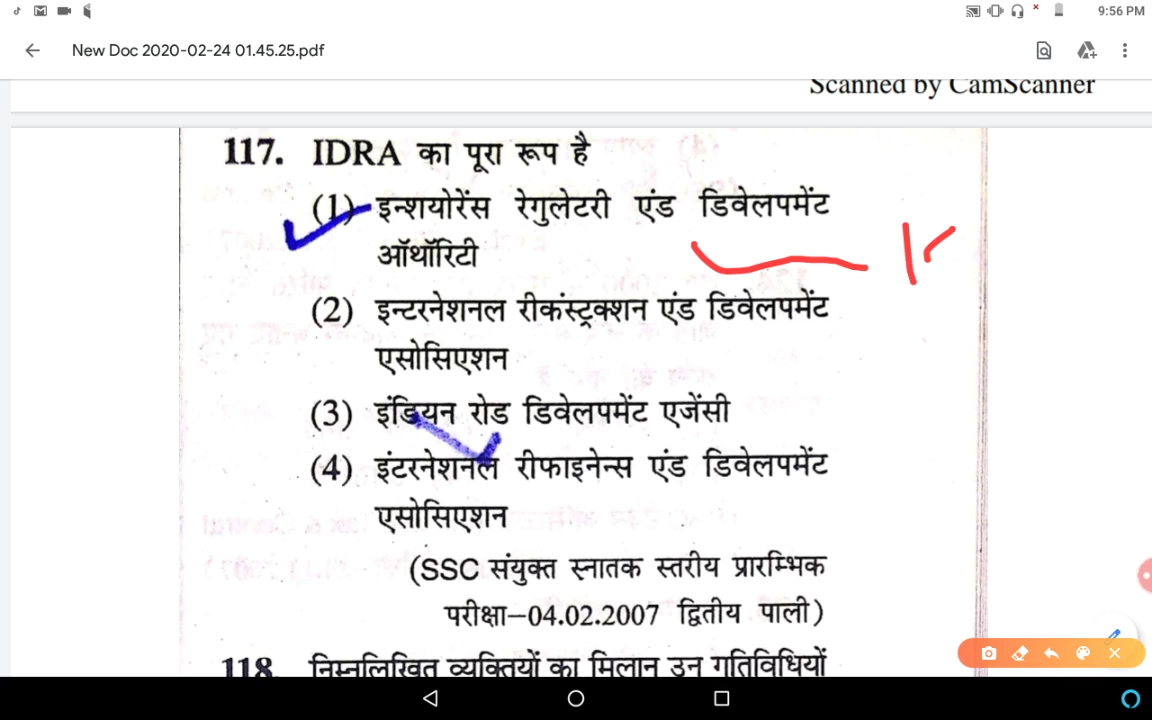 9:56 PM
New Doc 2020-02-24 01.45.25.pdf
Scanned by CamScanner
117. IDRA का पूरा रूप है
(1) इन्शयोरेंस रेगुलेटरी एंड डिवेलपमेंट
ऑथॉरिटी
(2) इन्टरनेशनल रीकंस्ट्रक्शन एंड डिवेलपमेंट
एसोसिएशन
(3) इंडियन रोड डिवेलपमेंट एजेंसी
(4) इंटरनेशनल रीफाइनेन्स एंड डिवेलपमेंट
एसोसिएशन
(SSC संयुक्त स्नातक स्तरीय प्रारम्भिक
परीक्षा–04.02.2007 द्वितीय पाली)
118. निम्नलिखित व्यक्तियों का मिलान उन गतिविधियों